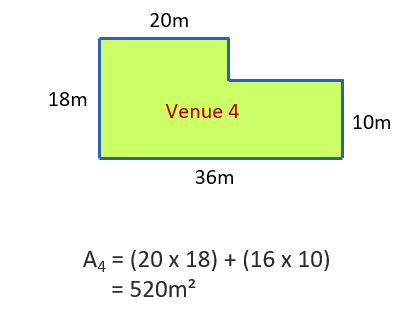 20m
18m
Venue 4
10m
36m
A₄ = (20 x 18) + (16 x 10)
= 520m²